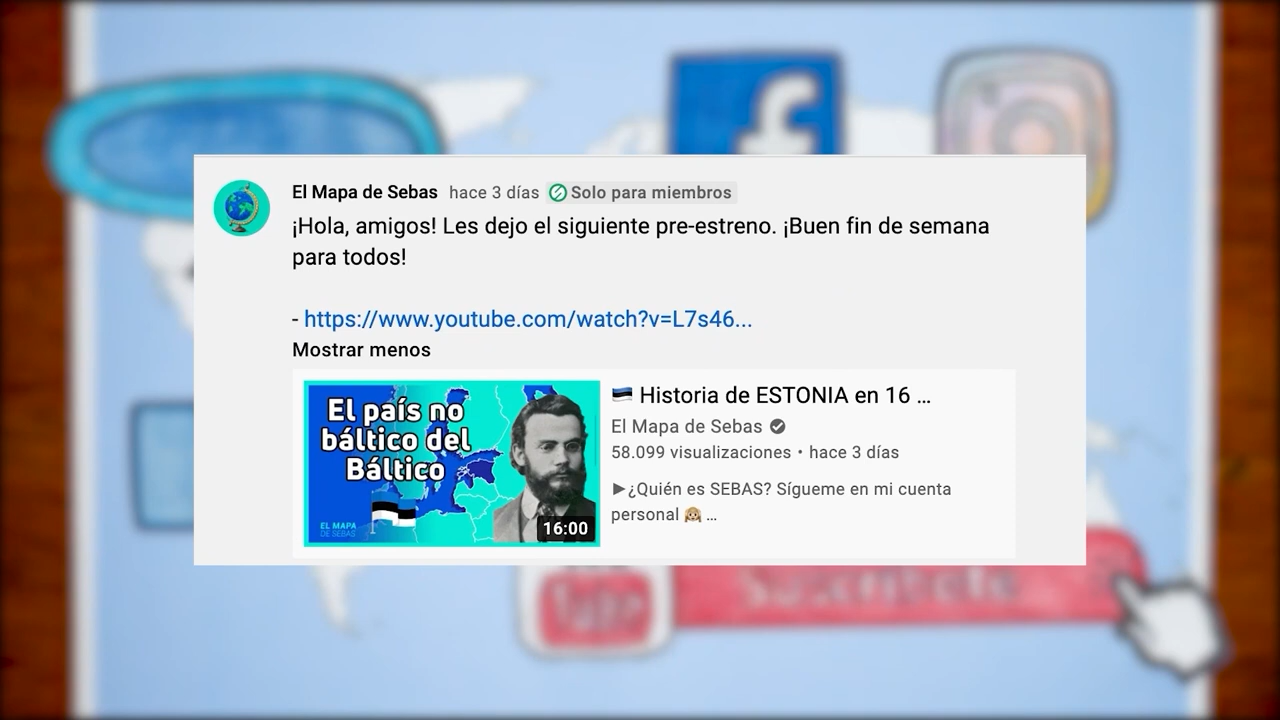 El Mapa de Sebas hace 3 días Solo para miembros
¡Hola, amigos! Les dejo el siguiente pre-estreno. ¡Buen fin de semana
para todos!
- https://www.youtube.com/watch?v=L7s46...
Mostrar menos
El país no
báltico del
Báltico
EL MAPA
DE SEBAS
16:00
Historia de ESTONIA en 16 ...
El Mapa de Sebas
58.099 visualizaciones • hace 3 días
▶¿Quién es SEBAS? Sígueme en mi cuenta
personal 🙉 ...
Tube
Suscríbete